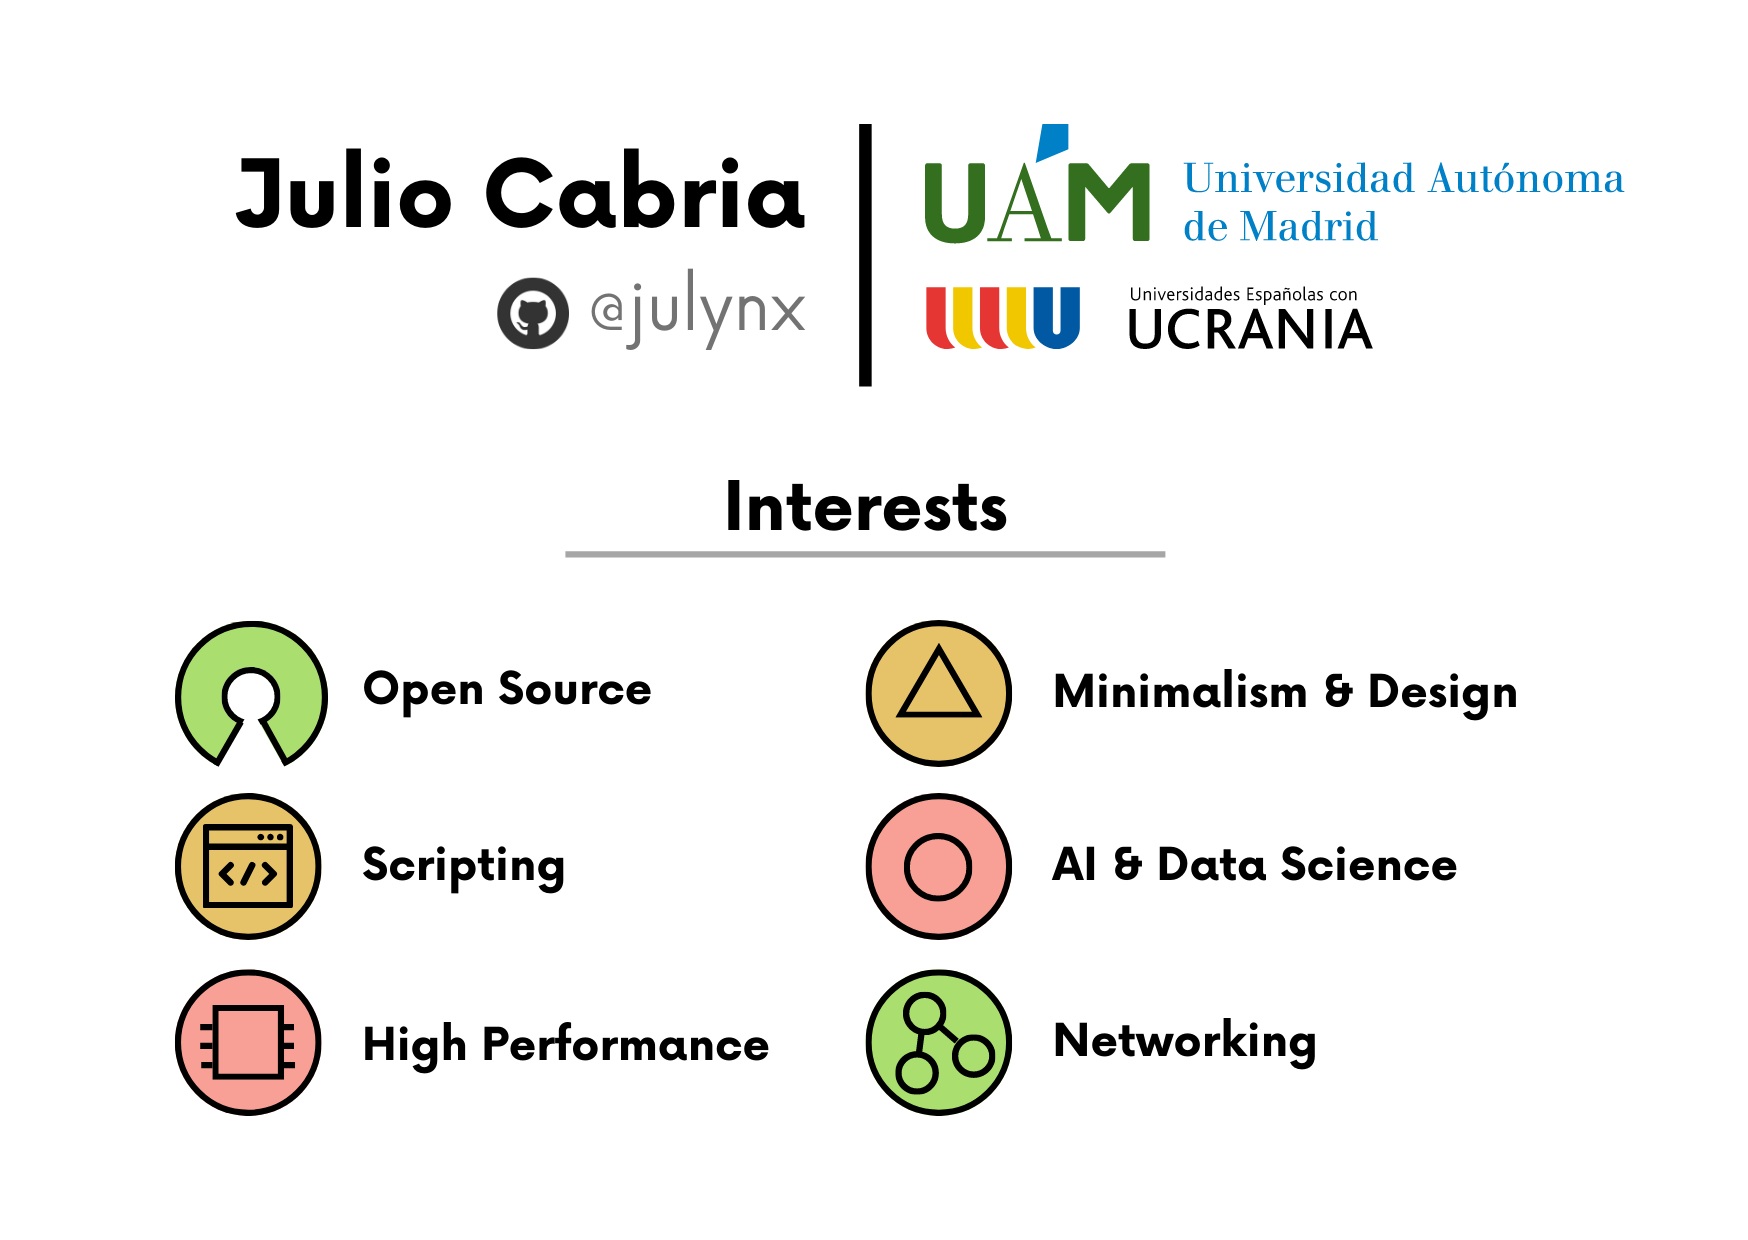 Julio Cabria
@julynx
UAM Universidad Autónoma
de Madrid
Universidades Españolas con
UCRANIA
Interests
Open Source
Minimalism & Design
Scripting
AI & Data Science
High Performance
Networking